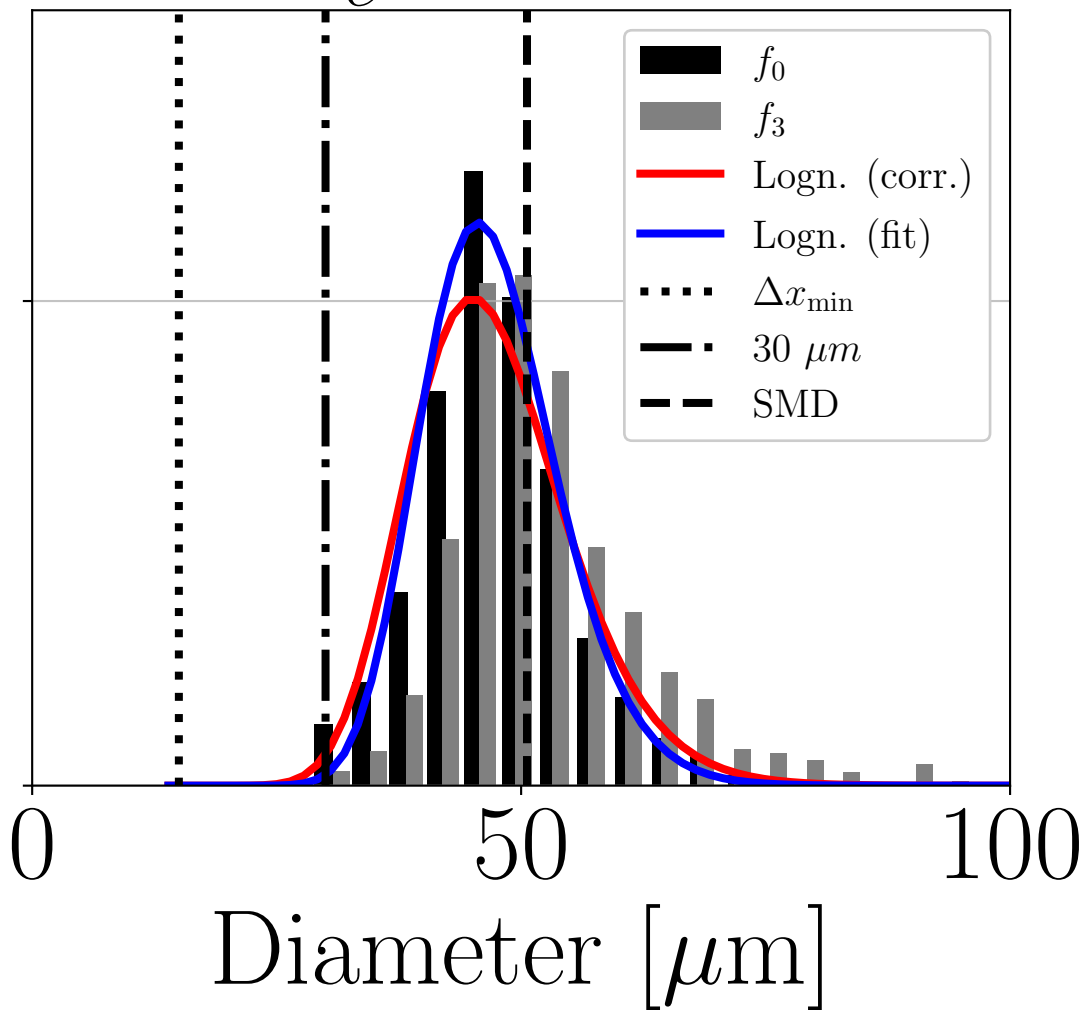 f₀
f₃
Logn. (corr.)
Logn. (fit)
Δxmin
30 μm
SMD
0 50 100
Diameter [μm]